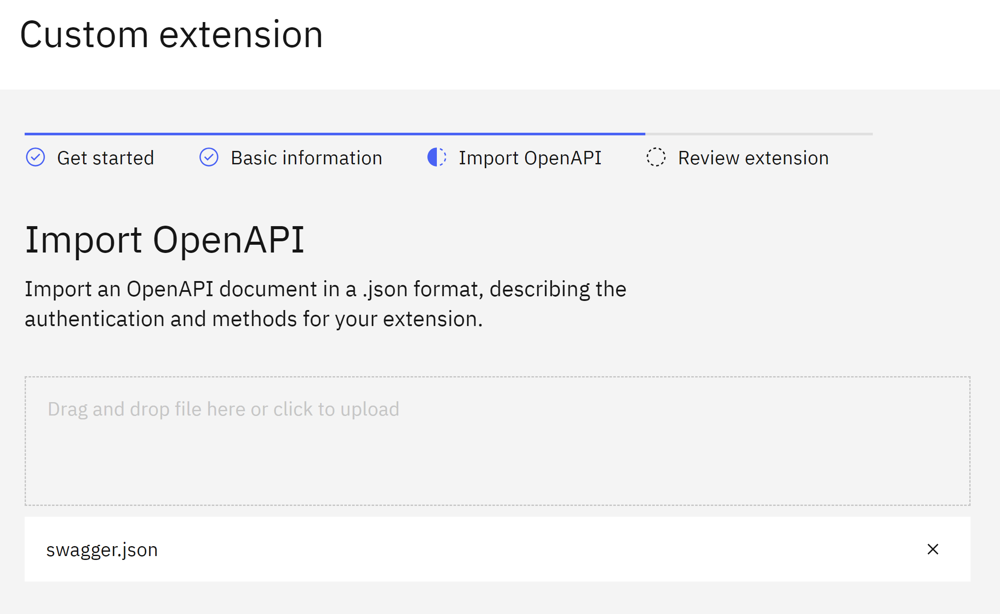 Custom extension
Get started
Basic information
Import OpenAPI
Review extension
Import OpenAPI
Import an OpenAPI document in a .json format, describing the
authentication and methods for your extension.
Drag and drop file here or click to upload
swagger.json